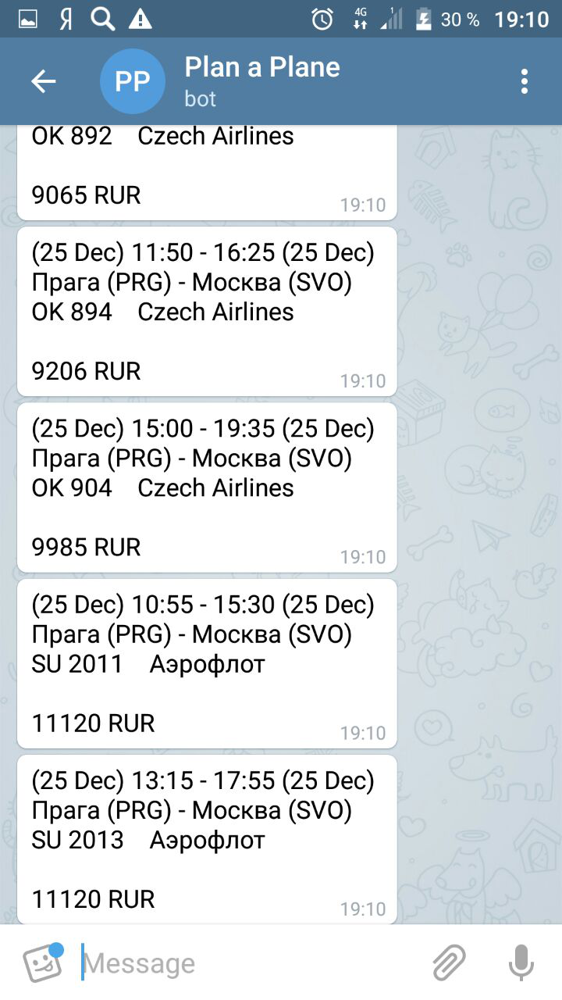 Я 4G 1 30 % 19:10
PP Plan a Plane
bot
OK 892 Czech Airlines
9065 RUR
19:10
(25 Dec) 11:50 - 16:25 (25 Dec)
Прага (PRG) - Москва (SVO)
OK 894 Czech Airlines
9206 RUR
19:10
(25 Dec) 15:00 - 19:35 (25 Dec)
Прага (PRG) - Москва (SVO)
OK 904 Czech Airlines
9985 RUR
19:10
(25 Dec) 10:55 - 15:30 (25 Dec)
Прага (PRG) - Москва (SVO)
SU 2011 Аэрофлот
11120 RUR
19:10
(25 Dec) 13:15 - 17:55 (25 Dec)
Прага (PRG) - Москва (SVO)
SU 2013 Аэрофлот
11120 RUR
19:10
Message